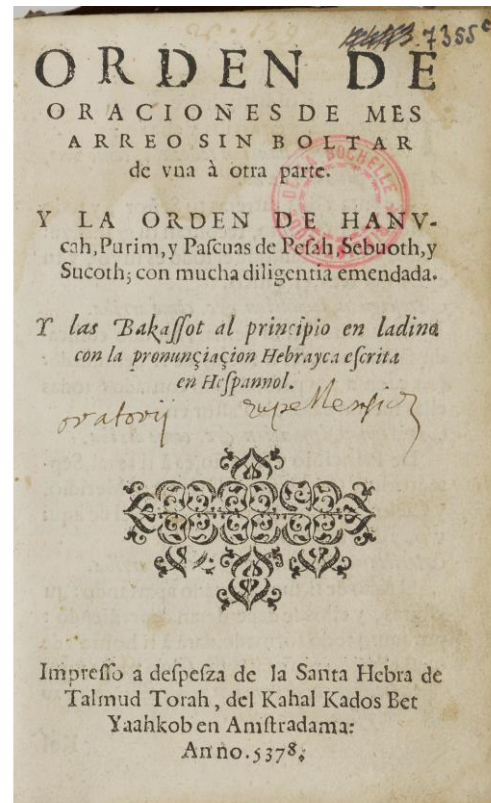 7355c
ORDEN DE
ORACIONES DE MES
ARREO SIN BOLTAR
de vna à otra parte.
Y LA ORDEN DE HANV-
cah, Purim, y Paſcuas de Peſah, Sebuoth, y
Sucoth; con mucha diligentia emendada.
Y las Bakaſſot al principio en ladino
con la pronunçiaçion Hebrayca eſcrita
en Heſpannol.
oratorij rupellensis
Impreſſo a deſpeſza de la Santa Hebra de
Talmud Torah, del Kahal Kados Bet
Yaahkob en Amſtradama:
Anno. 5378.